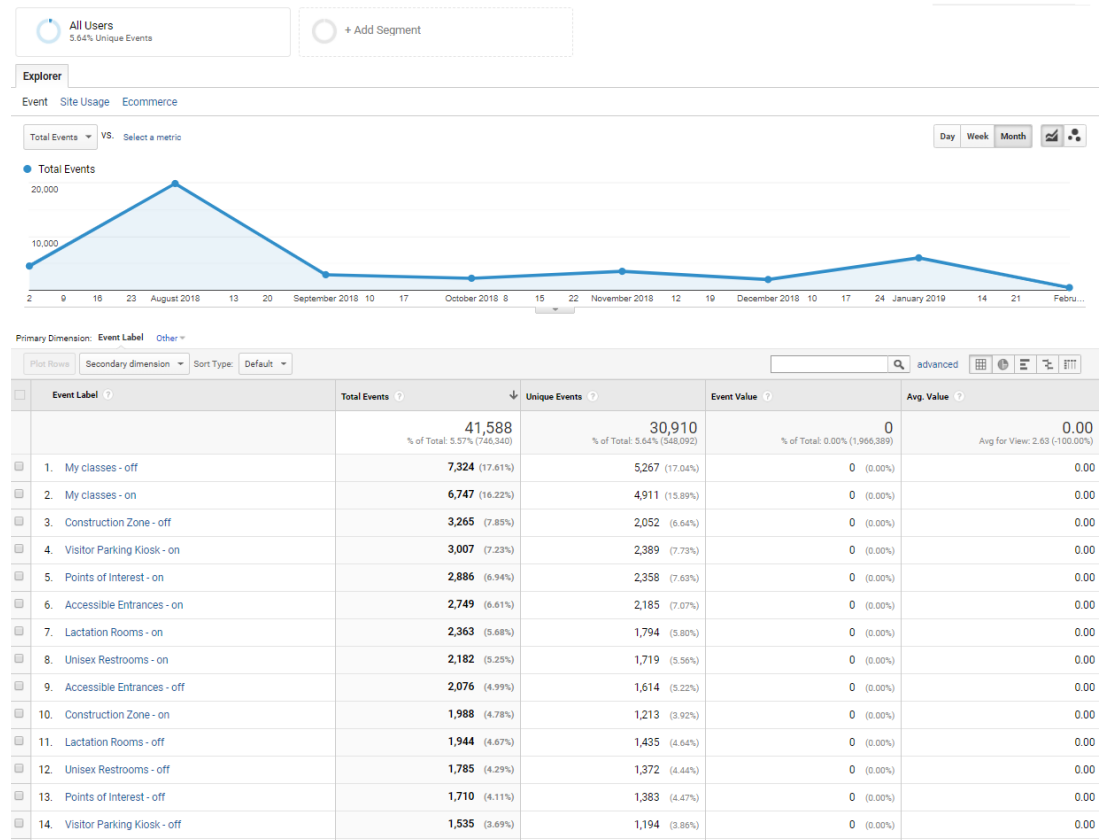 All Users
5.64% Unique Events
+ Add Segment
Explorer
Event Site Usage Ecommerce
Total Events VS. Select a metric
Day Week Month
Total Events
20,000
10,000
2 9 16 23 August 2018 13 20 September 2018 10 17 October 2018 8 15 22 November 2018 12 19 December 2018 10 17 24 January 2019 14 21 Febru...
Primary Dimension: Event Label Other
Plot Rows Secondary dimension Sort Type: Default advanced
Event Label ? Total Events ? Unique Events ? Event Value ? Avg. Value ?
41,588 30,910 0 0.00
% of Total: 5.57% (746,340) % of Total: 5.64% (548,092) % of Total: 0.00% (1,966,389) Avg for View: 2.63 (-100.00%)
1. My classes - off 7,324 (17.61%) 5,267 (17.04%) 0 (0.00%) 0.00
2. My classes - on 6,747 (16.22%) 4,911 (15.89%) 0 (0.00%) 0.00
3. Construction Zone - off 3,265 (7.85%) 2,052 (6.64%) 0 (0.00%) 0.00
4. Visitor Parking Kiosk - on 3,007 (7.23%) 2,389 (7.73%) 0 (0.00%) 0.00
5. Points of Interest - on 2,886 (6.94%) 2,358 (7.63%) 0 (0.00%) 0.00
6. Accessible Entrances - on 2,749 (6.61%) 2,185 (7.07%) 0 (0.00%) 0.00
7. Lactation Rooms - on 2,363 (5.68%) 1,794 (5.80%) 0 (0.00%) 0.00
8. Unisex Restrooms - on 2,182 (5.25%) 1,719 (5.56%) 0 (0.00%) 0.00
9. Accessible Entrances - off 2,076 (4.99%) 1,614 (5.22%) 0 (0.00%) 0.00
10. Construction Zone - on 1,988 (4.78%) 1,213 (3.92%) 0 (0.00%) 0.00
11. Lactation Rooms - off 1,944 (4.67%) 1,435 (4.64%) 0 (0.00%) 0.00
12. Unisex Restrooms - off 1,785 (4.29%) 1,372 (4.44%) 0 (0.00%) 0.00
13. Points of Interest - off 1,710 (4.11%) 1,383 (4.47%) 0 (0.00%) 0.00
14. Visitor Parking Kiosk - off 1,535 (3.69%) 1,194 (3.86%) 0 (0.00%) 0.00